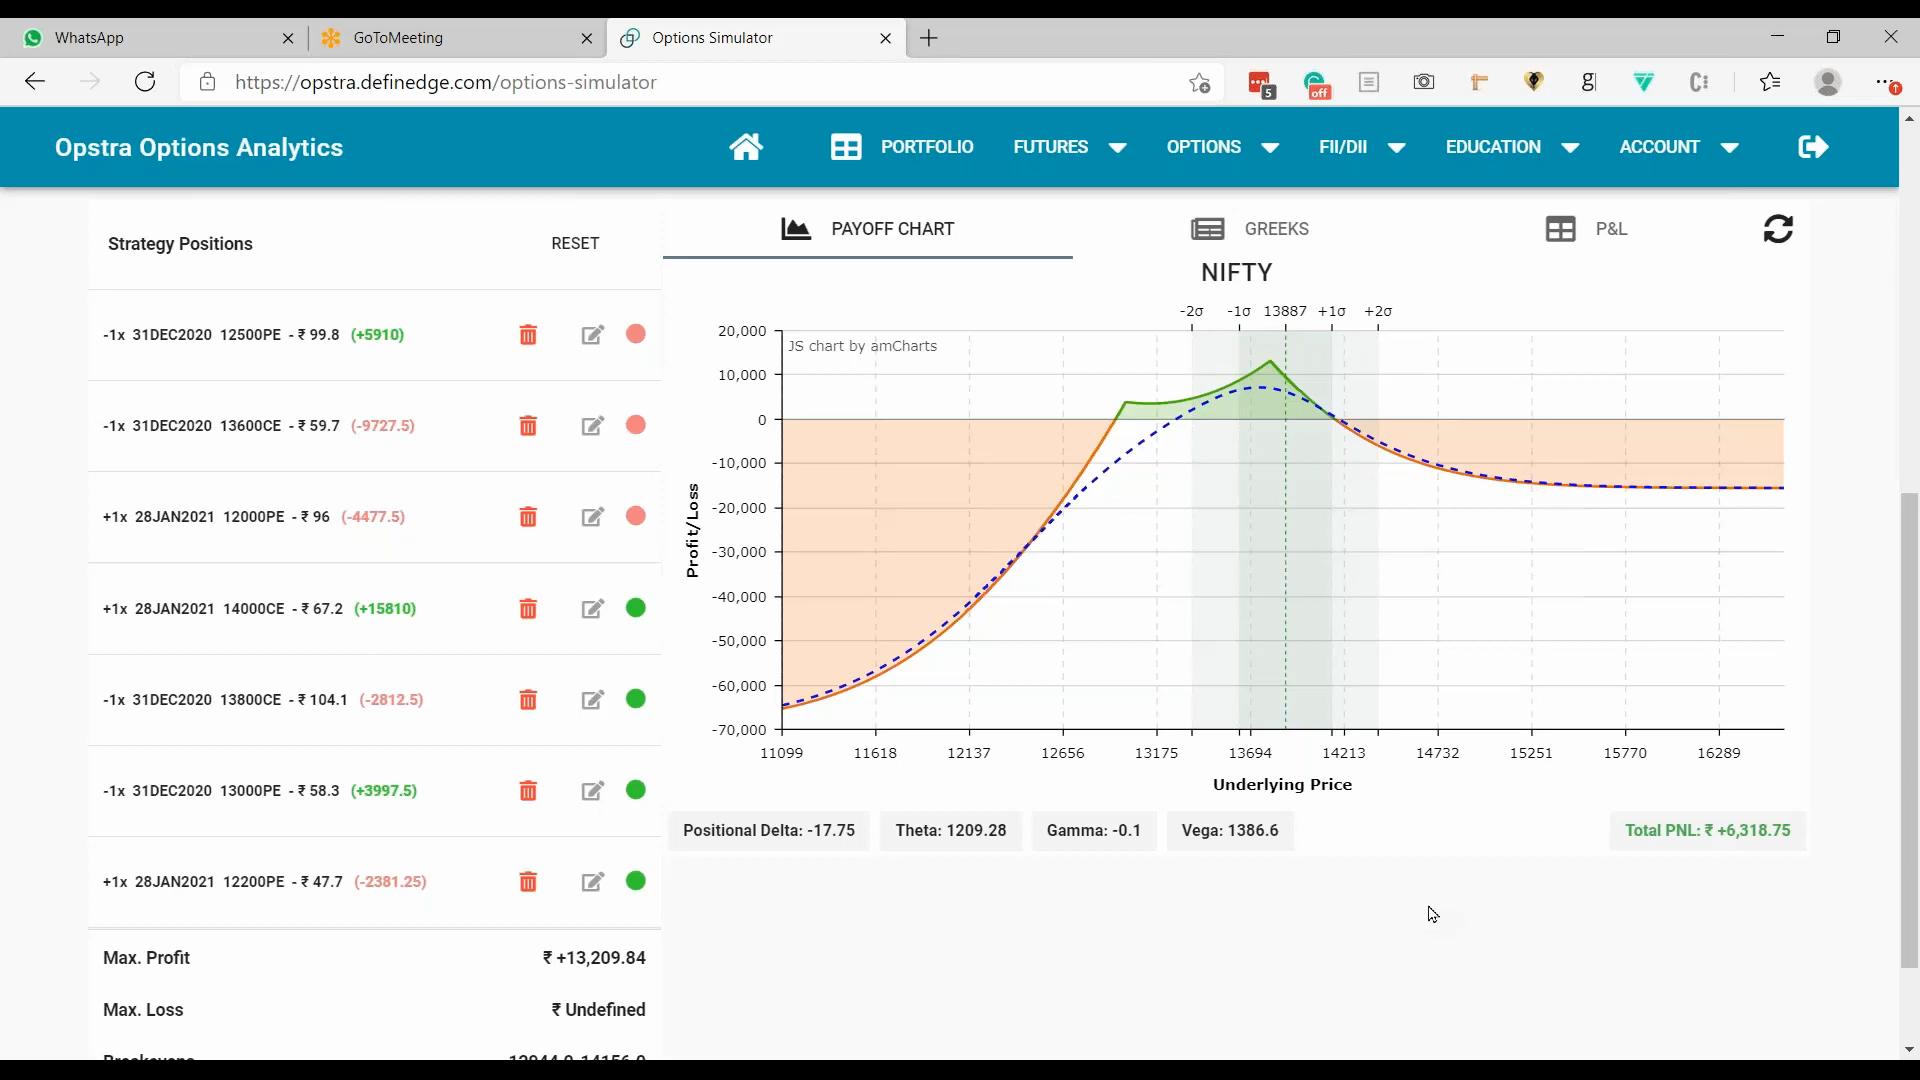 WhatsApp
GoToMeeting
Options Simulator
https://opstra.definedge.com/options-simulator
5
off
g
Opstra Options Analytics
PORTFOLIO
FUTURES
OPTIONS
FII/DII
EDUCATION
ACCOUNT
Strategy Positions
RESET
-1x 31DEC2020 12500PE - ₹ 99.8 (+5910)
-1x 31DEC2020 13600CE - ₹ 59.7 (-9727.5)
+1x 28JAN2021 12000PE - ₹ 96 (-4477.5)
+1x 28JAN2021 14000CE - ₹ 67.2 (+15810)
-1x 31DEC2020 13800CE - ₹ 104.1 (-2812.5)
-1x 31DEC2020 13000PE - ₹ 58.3 (+3997.5)
+1x 28JAN2021 12200PE - ₹ 47.7 (-2381.25)
Max. Profit ₹ +13,209.84
Max. Loss ₹ Undefined
PAYOFF CHART
GREEKS
P&L
NIFTY
-2σ -1σ 13887 +1σ +2σ
JS chart by amCharts
20,000
10,000
0
-10,000
-20,000
-30,000
-40,000
-50,000
-60,000
-70,000
Profit/Loss
11099 11618 12137 12656 13175 13694 14213 14732 15251 15770 16289
Underlying Price
Positional Delta: -17.75
Theta: 1209.28
Gamma: -0.1
Vega: 1386.6
Total PNL: ₹ +6,318.75